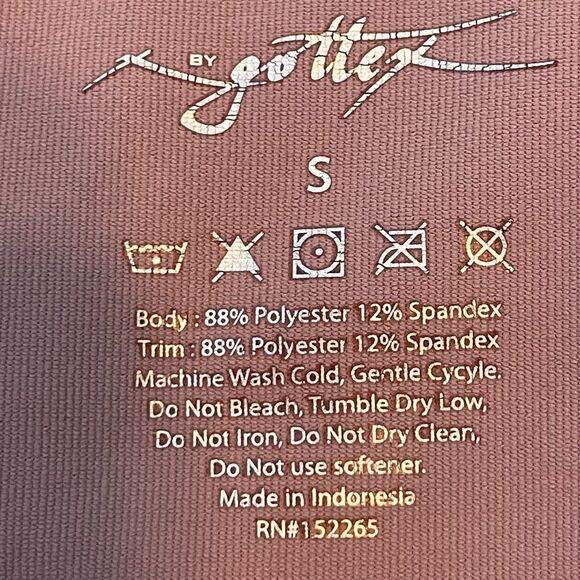 X BY gottex
S
Body : 88% Polyester 12% Spandex
Trim : 88% Polyester 12% Spandex
Machine Wash Cold, Gentle Cycyle.
Do Not Bleach, Tumble Dry Low,
Do Not Iron, Do Not Dry Clean,
Do Not use softener.
Made in Indonesia
RN#152265